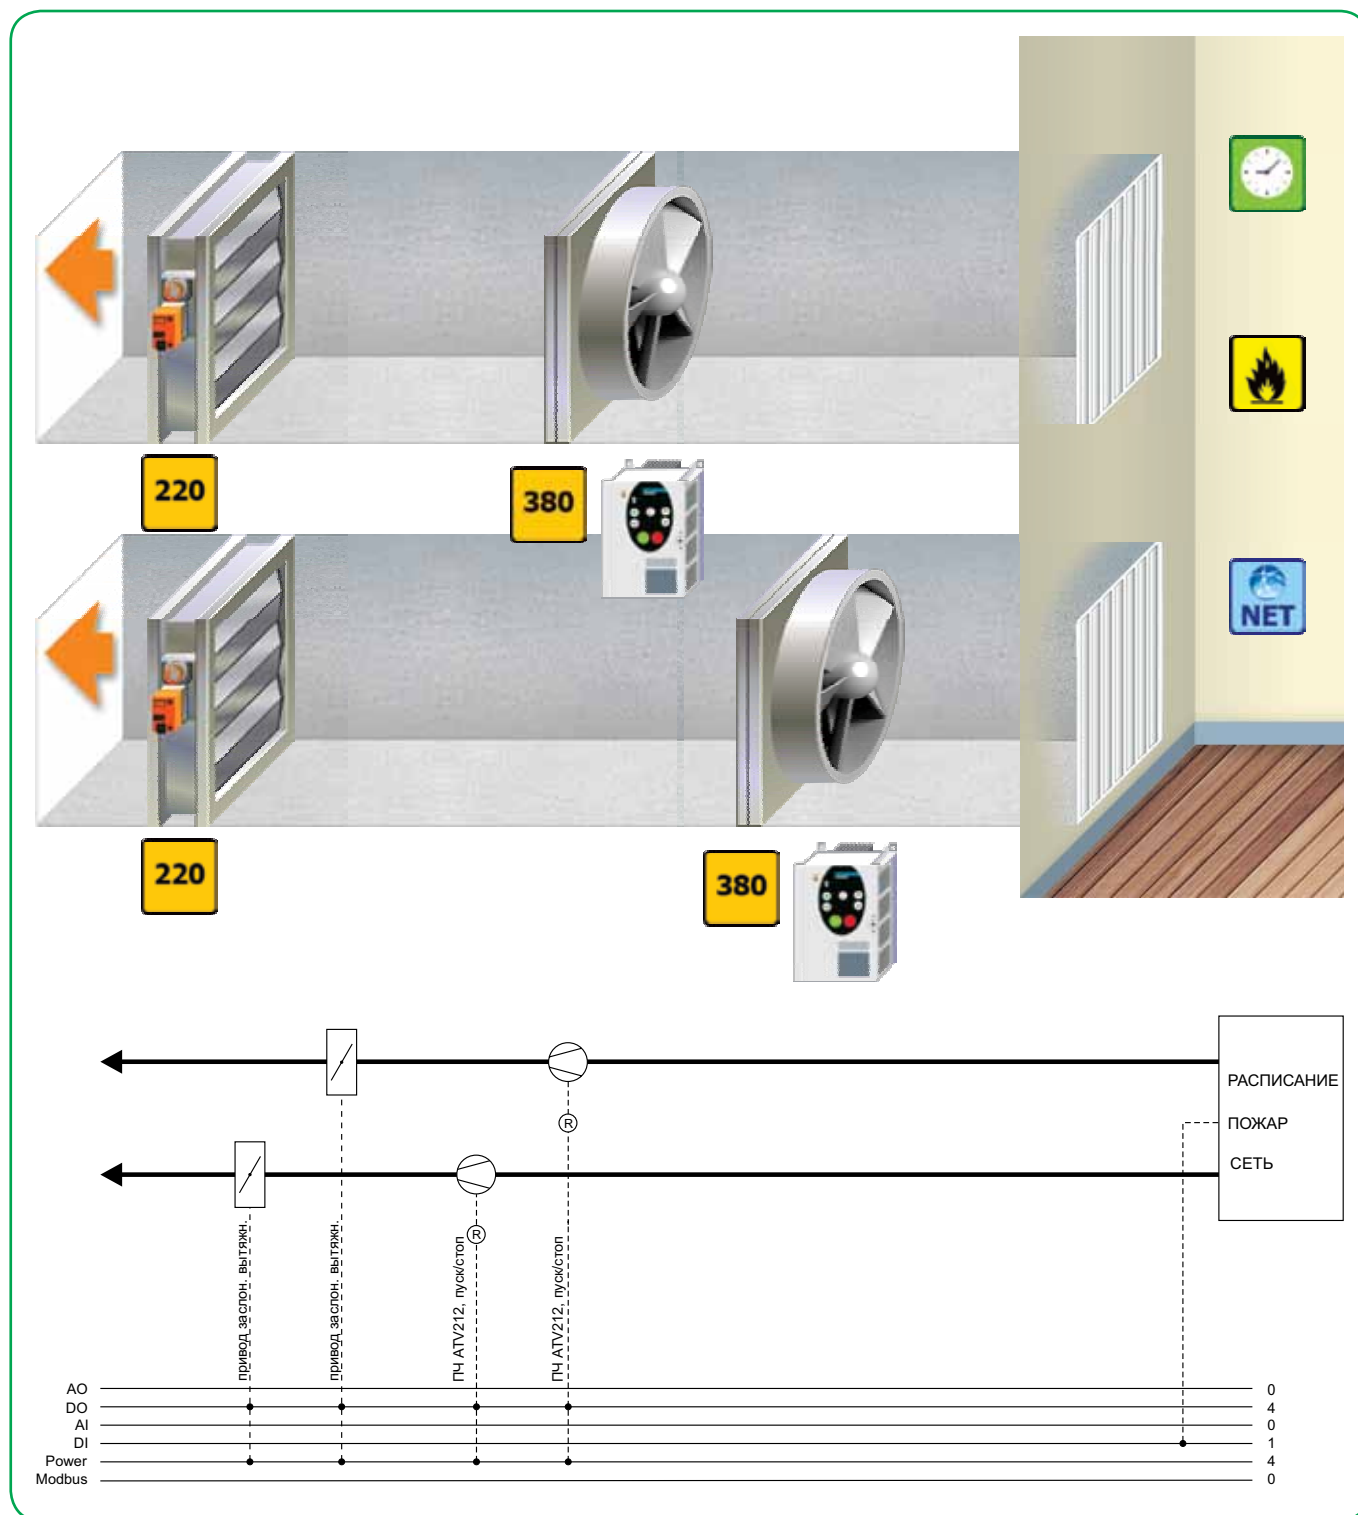 220
380
NET
220
380
РАСПИСАНИЕ
ПОЖАР
СЕТЬ
R
R
привод заслон. вытяжн.
привод заслон. вытяжн.
ПЧ ATV212, пуск/стоп
ПЧ ATV212, пуск/стоп
AO 0
DO 4
AI 0
DI 1
Power 4
Modbus 0